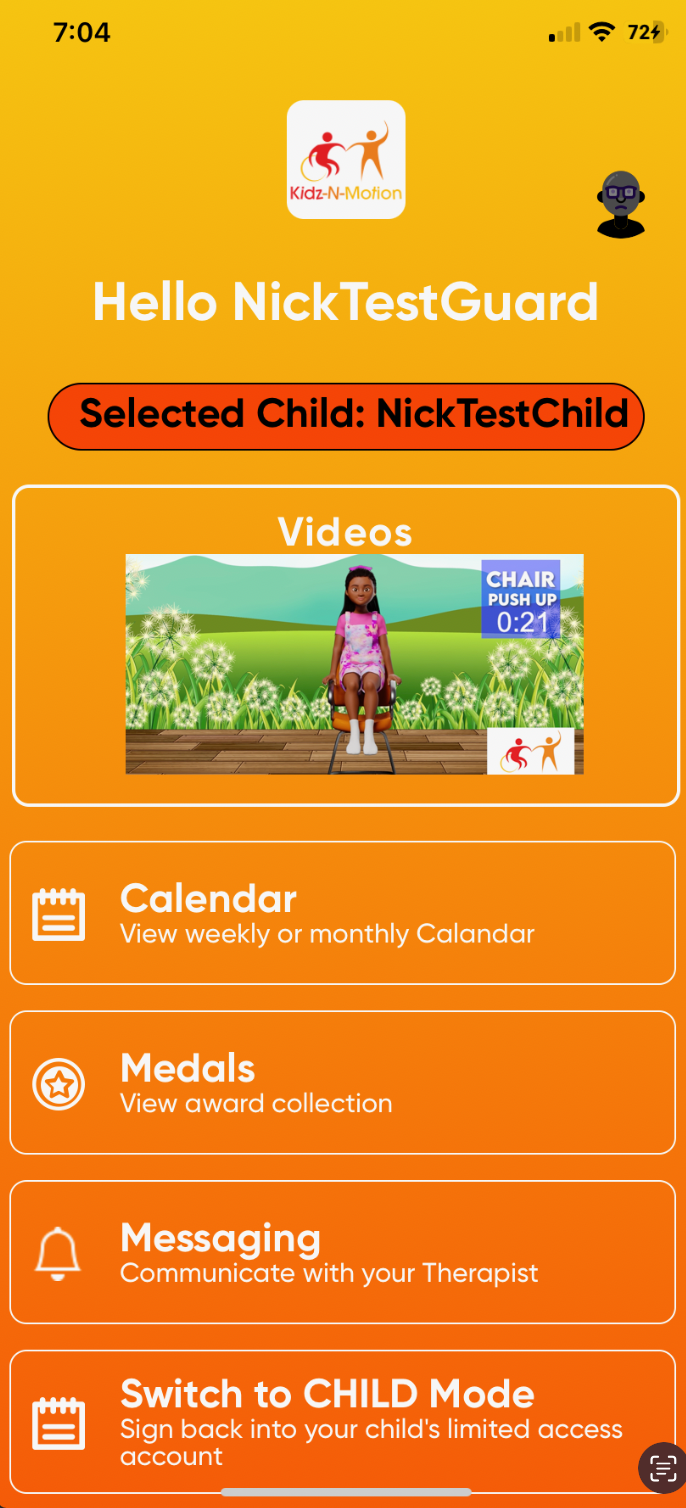 7:04
72
Kidz-N-Motion
Hello NickTestGuard
Selected Child: NickTestChild
Videos
CHAIR
PUSH UP
0:21
Calendar
View weekly or monthly Calandar
Medals
View award collection
Messaging
Communicate with your Therapist
Switch to CHILD Mode
Sign back into your child's limited access
account